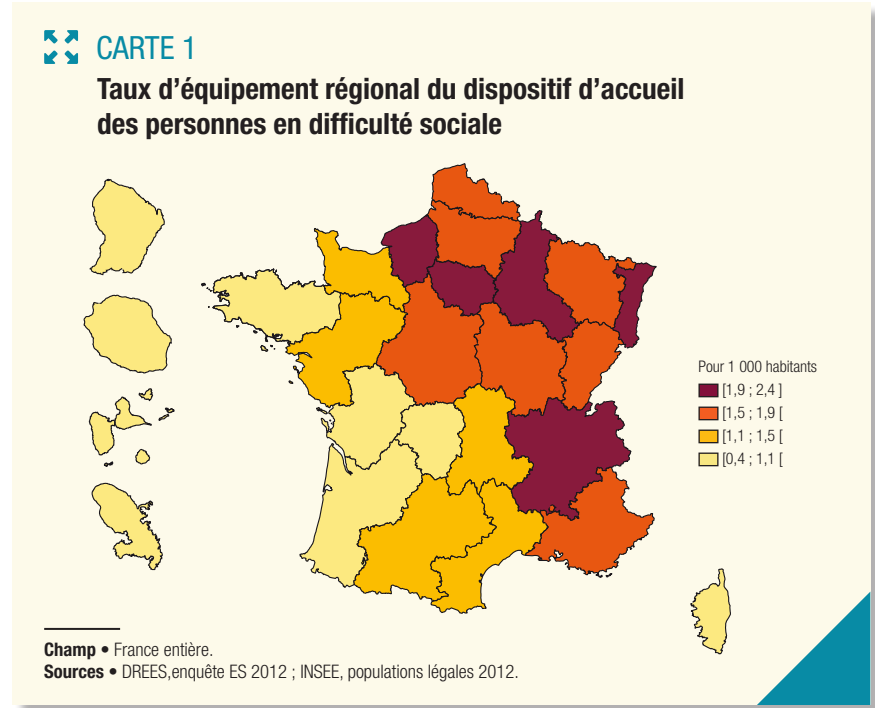 CARTE 1
Taux d’équipement régional du dispositif d’accueil
des personnes en difficulté sociale
Pour 1 000 habitants
[1,9 ; 2,4 ]
[1,5 ; 1,9 [
[1,1 ; 1,5 [
[0,4 ; 1,1 [
Champ • France entière.
Sources • DREES,enquête ES 2012 ; INSEE, populations légales 2012.